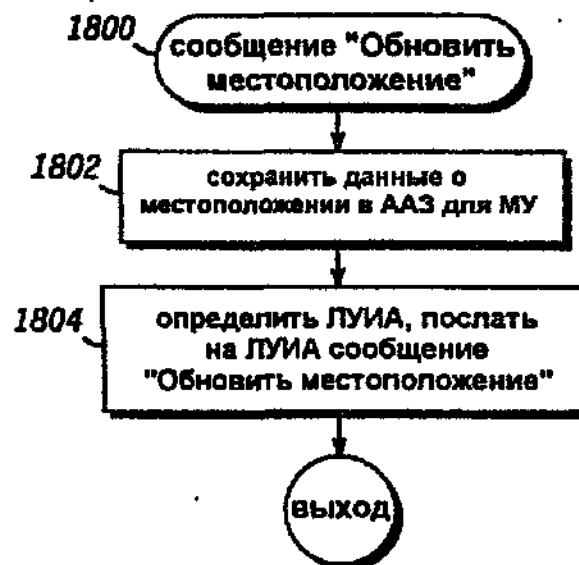 1800
сообщение "Обновить
местоположение"
1802
сохранить данные о
местоположении в ААЗ для МУ
1804
определить ЛУИА, послать
на ЛУИА сообщение
"Обновить местоположение"
выход